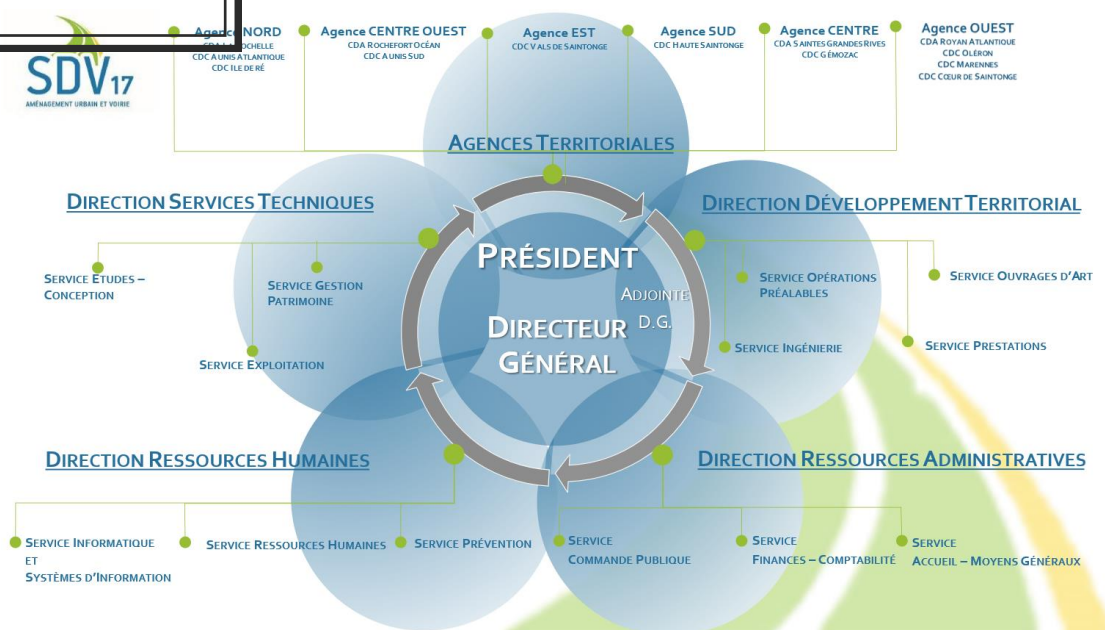 Agence NORD
CDA LA ROCHELLE
CDC AUNIS ATLANTIQUE
CDC ILE DE RÉ
Agence CENTRE OUEST
CDA ROCHEFORT OCÉAN
CDC AUNIS SUD
Agence EST
CDC VALS DE SAINTONGE
Agence SUD
CDC HAUTE SAINTONGE
Agence CENTRE
CDA SAINTES GRANDES RIVES
CDC GÉMOZAC
Agence OUEST
CDA ROYAN ATLANTIQUE
CDC OLÉRON
CDC MARENNES
CDC CŒUR DE SAINTONGE
SDV17
AMÉNAGEMENT URBAIN ET VOIRIE
AGENCES TERRITORIALES
DIRECTION SERVICES TECHNIQUES
SERVICE ETUDES –
CONCEPTION
SERVICE GESTION
PATRIMOINE
SERVICE EXPLOITATION
DIRECTION DÉVELOPPEMENT TERRITORIAL
SERVICE OPÉRATIONS
PRÉALABLES
SERVICE OUVRAGES D'ART
SERVICE INGÉNIERIE
SERVICE PRESTATIONS
PRÉSIDENT
ADJOINTE
D.G.
DIRECTEUR
GÉNÉRAL
DIRECTION RESSOURCES HUMAINES
SERVICE INFORMATIQUE
ET
SYSTÈMES D'INFORMATION
SERVICE RESSOURCES HUMAINES
SERVICE PRÉVENTION
DIRECTION RESSOURCES ADMINISTRATIVES
SERVICE
COMMANDE PUBLIQUE
SERVICE
FINANCES – COMPTABILITÉ
SERVICE
ACCUEIL – MOYENS GÉNÉRAUX